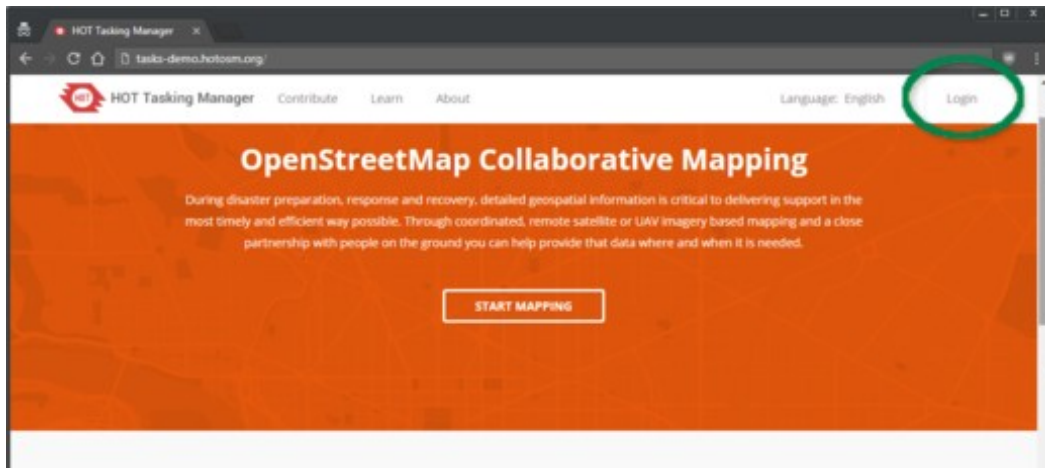 HOT Tasking Manager
tasks-demo.hotosm.org/
HOT
HOT Tasking Manager Contribute Learn About Language: English Login
OpenStreetMap Collaborative Mapping
During disaster preparation, response and recovery, detailed geospatial information is critical to delivering support in the
most timely and efficient way possible. Through coordinated, remote satellite or UAV imagery based mapping and a close
partnership with people on the ground you can help provide that data where and when it is needed.
START MAPPING